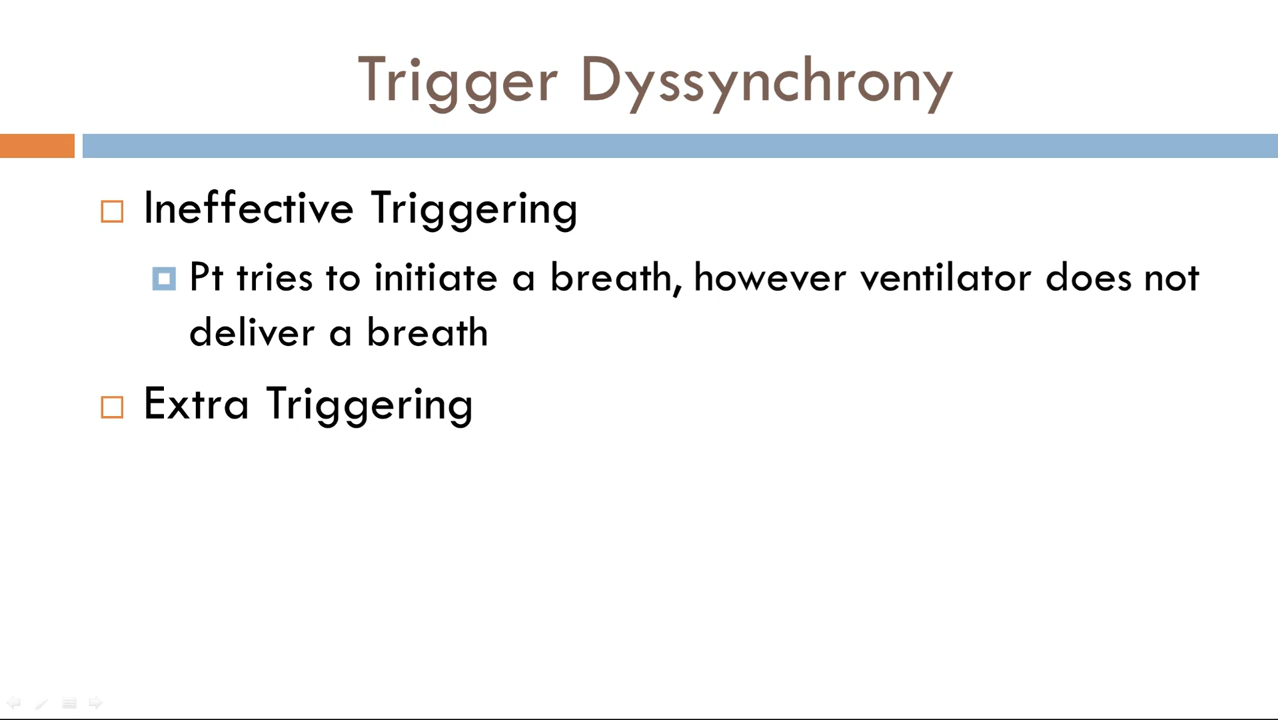 Trigger Dyssynchrony
Ineffective Triggering
Pt tries to initiate a breath, however ventilator does not
deliver a breath
Extra Triggering